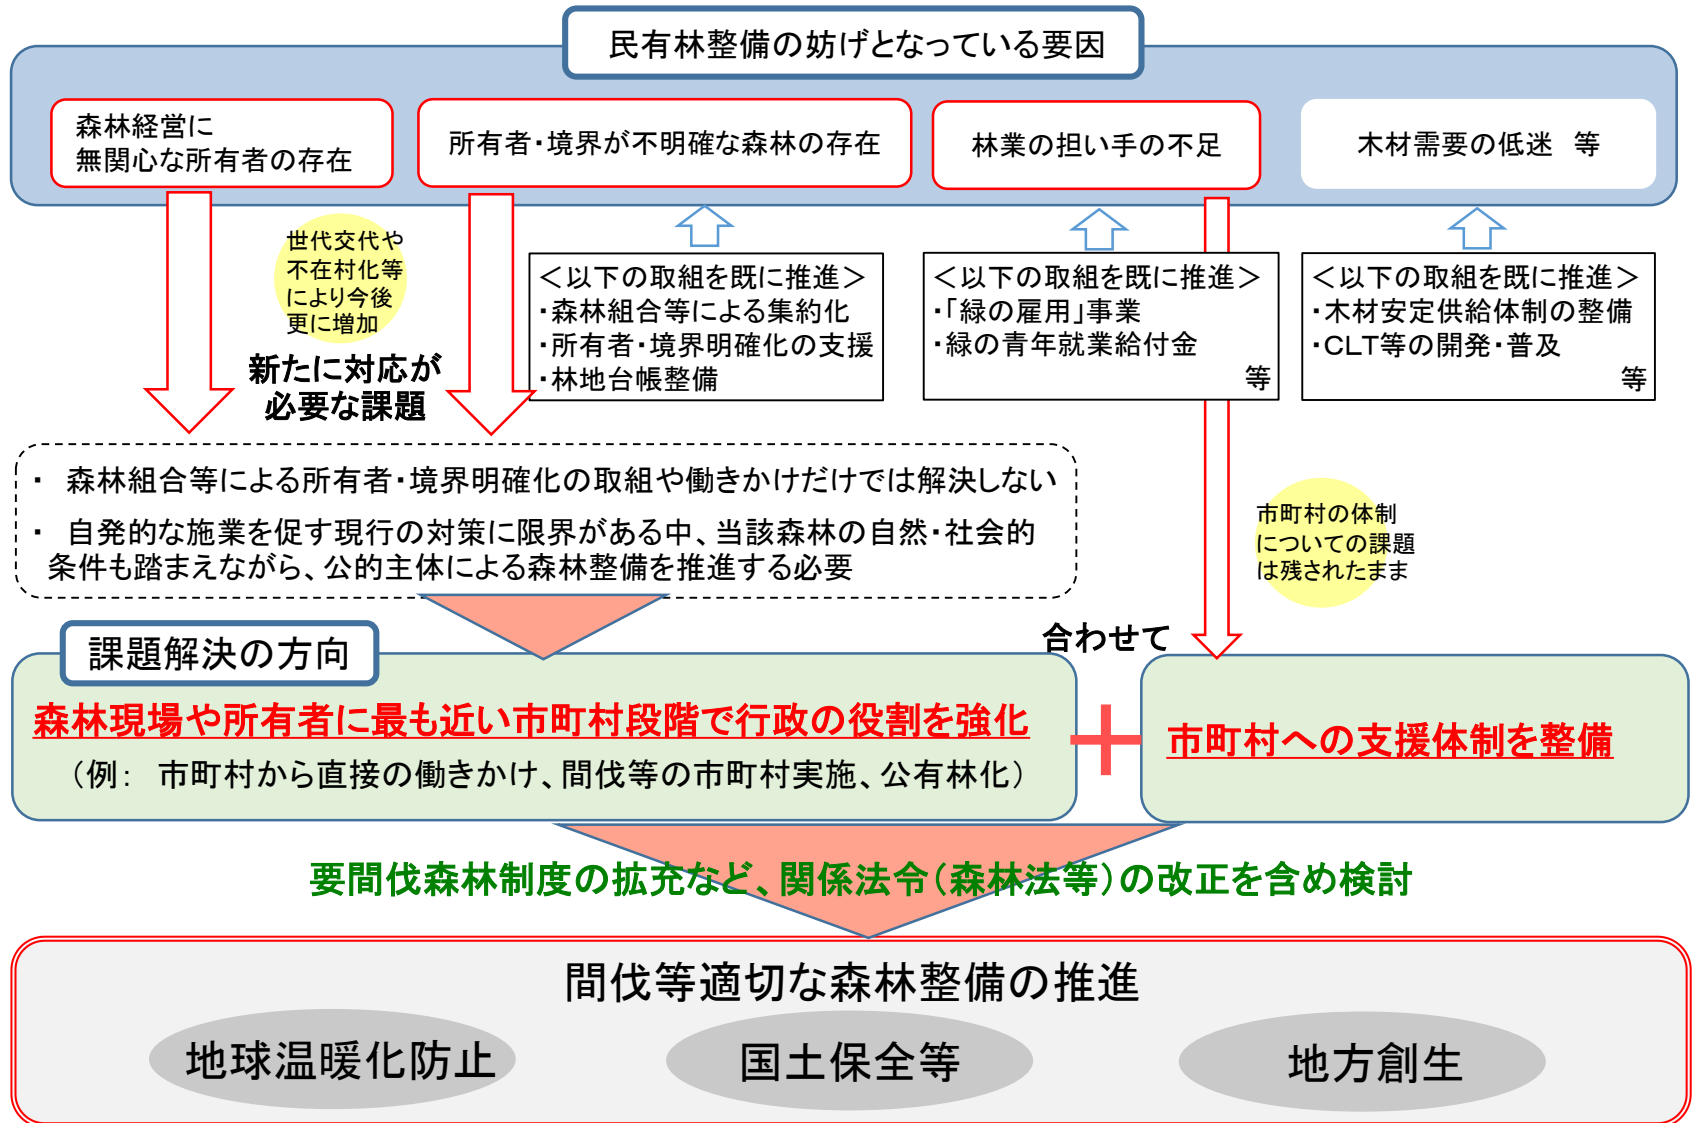 民有林整備の妨げとなっている要因
森林経営に
無関心な所有者の存在
所有者・境界が不明確な森林の存在
林業の担い手の不足
木材需要の低迷　等
世代交代や
不在村化等
により今後
更に増加
新たに対応が
必要な課題
＜以下の取組を既に推進＞
・森林組合等による集約化
・所有者・境界明確化の支援
・林地台帳整備
＜以下の取組を既に推進＞
・「緑の雇用」事業
・緑の青年就業給付金
等
＜以下の取組を既に推進＞
・木材安定供給体制の整備
・CLT等の開発・普及
等
・　森林組合等による所有者・境界明確化の取組や働きかけだけでは解決しない
・　自発的な施業を促す現行の対策に限界がある中、当該森林の自然・社会的
条件も踏まえながら、公的主体による森林整備を推進する必要
市町村の体制
についての課題
は残されたまま
課題解決の方向
合わせて
森林現場や所有者に最も近い市町村段階で行政の役割を強化
（例：　市町村から直接の働きかけ、間伐等の市町村実施、公有林化）
＋
市町村への支援体制を整備
要間伐森林制度の拡充など、関係法令（森林法等）の改正を含め検討
間伐等適切な森林整備の推進
地球温暖化防止
国土保全等
地方創生